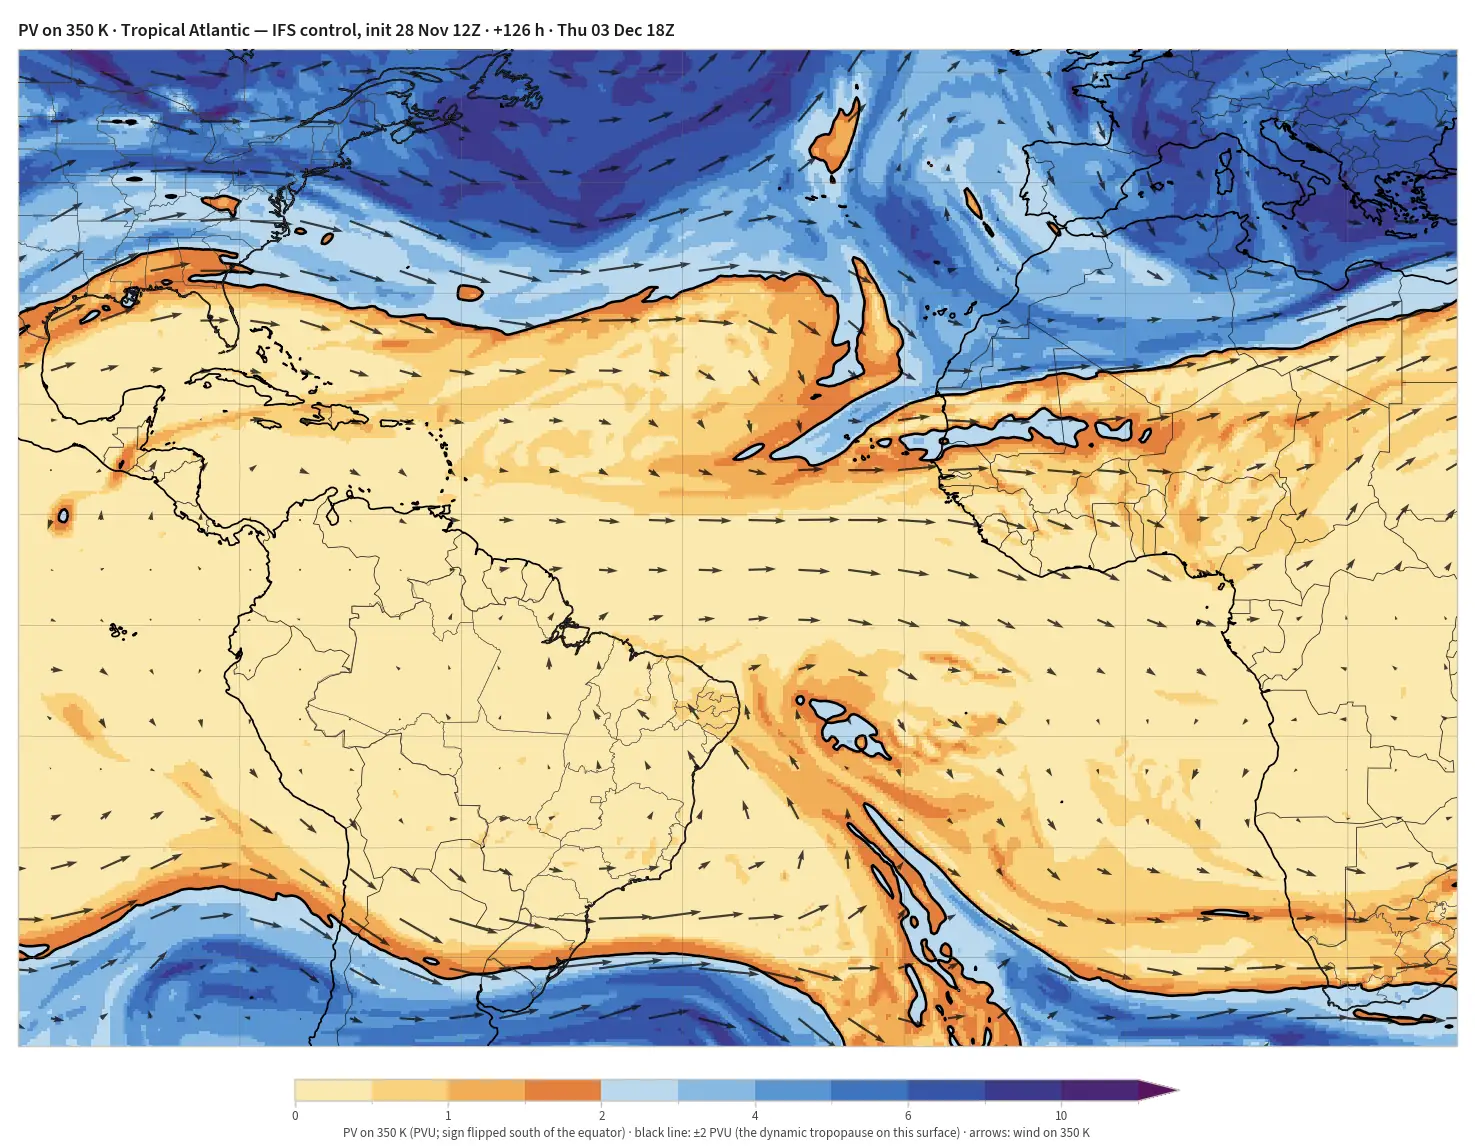 PV on 350 K · Tropical Atlantic — IFS control, init 28 Nov 12Z · +126 h · Thu 03 Dec 18Z
0 1 2 4 6 10
PV on 350 K (PVU; sign flipped south of the equator) · black line: ±2 PVU (the dynamic tropopause on this surface) · arrows: wind on 350 K